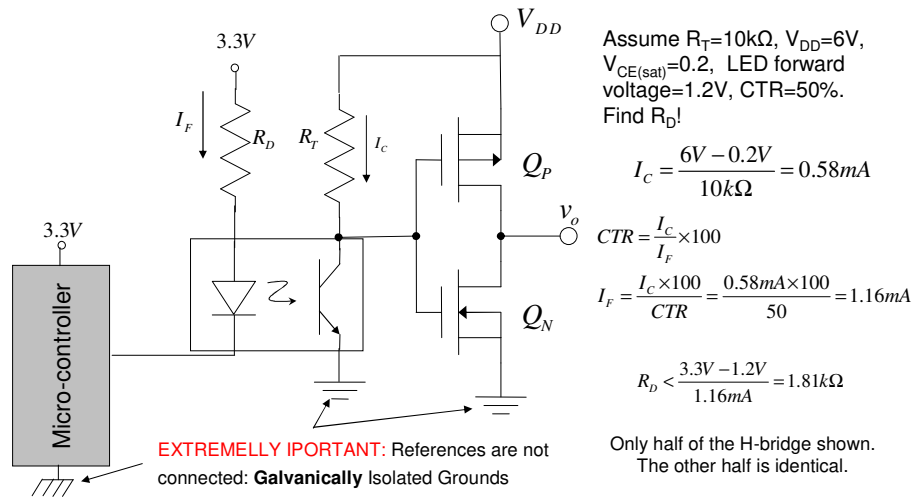 V_DD
3.3V
I_F
R_D
R_T
I_C
Q_P
v_o
Q_N
3.3V
Micro-controller
EXTREMELLY IPORTANT: References are not
connected: Galvanically Isolated Grounds
Assume R_T=10kΩ, V_DD=6V,
V_CE(sat)=0.2, LED forward
voltage=1.2V, CTR=50%.
Find R_D!
I_C = (6V − 0.2V) / 10kΩ = 0.58mA
CTR = I_C / I_F × 100
I_F = (I_C × 100) / CTR = (0.58mA × 100) / 50 = 1.16mA
R_D < (3.3V − 1.2V) / 1.16mA = 1.81kΩ
Only half of the H-bridge shown.
The other half is identical.